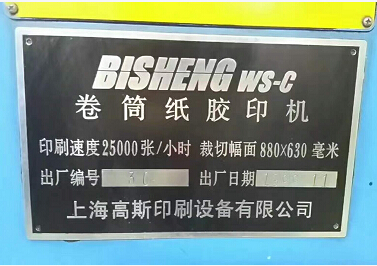 BISHENG WS-C
卷筒纸胶印机
印刷速度25000张/小时 裁切幅面880×630毫米
出厂编号 出厂日期
上海高斯印刷设备有限公司